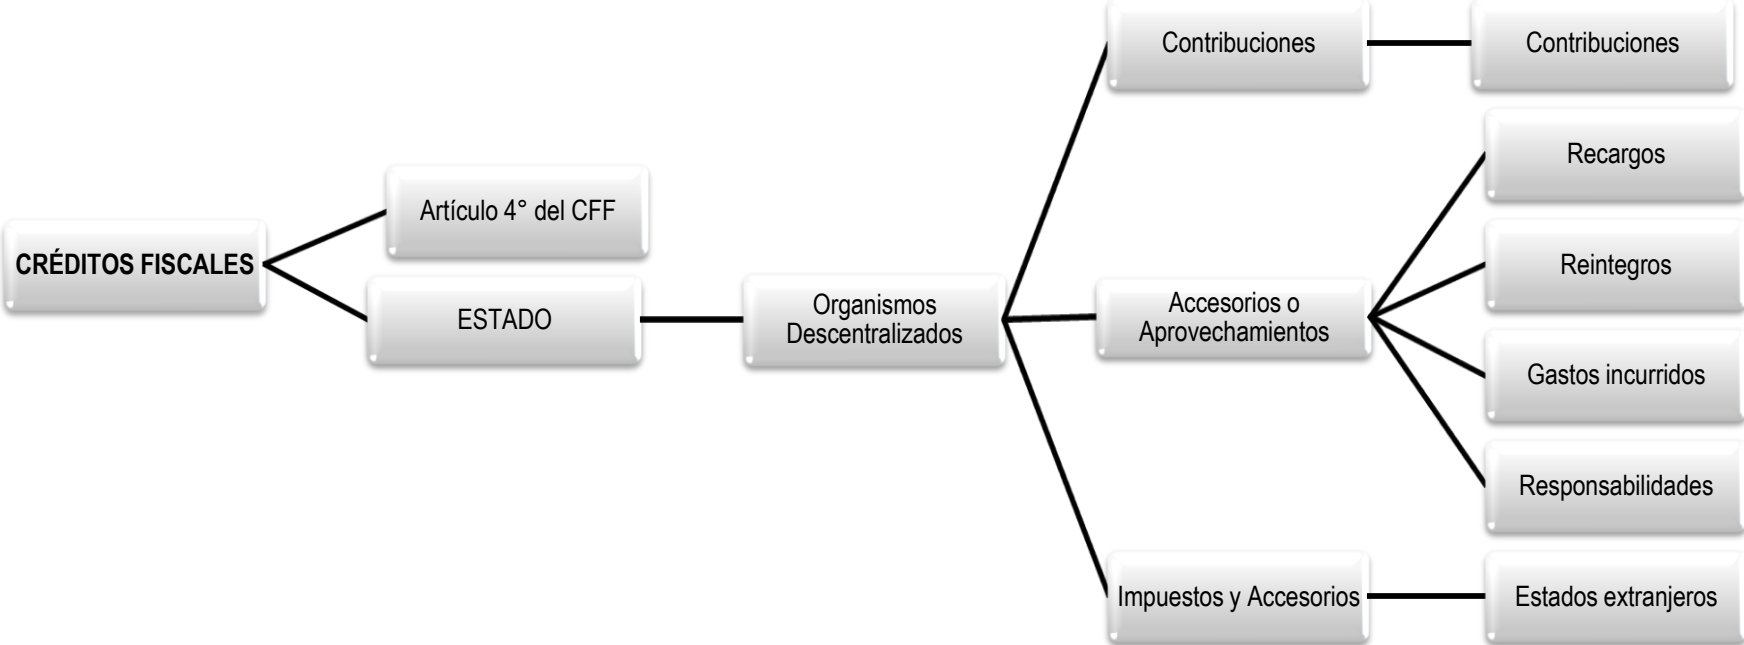 CRÉDITOS FISCALES
Artículo 4° del CFF
ESTADO
Organismos
Descentralizados
Contribuciones
Contribuciones
Accesorios o
Aprovechamientos
Recargos
Reintegros
Gastos incurridos
Responsabilidades
Impuestos y Accesorios
Estados extranjeros